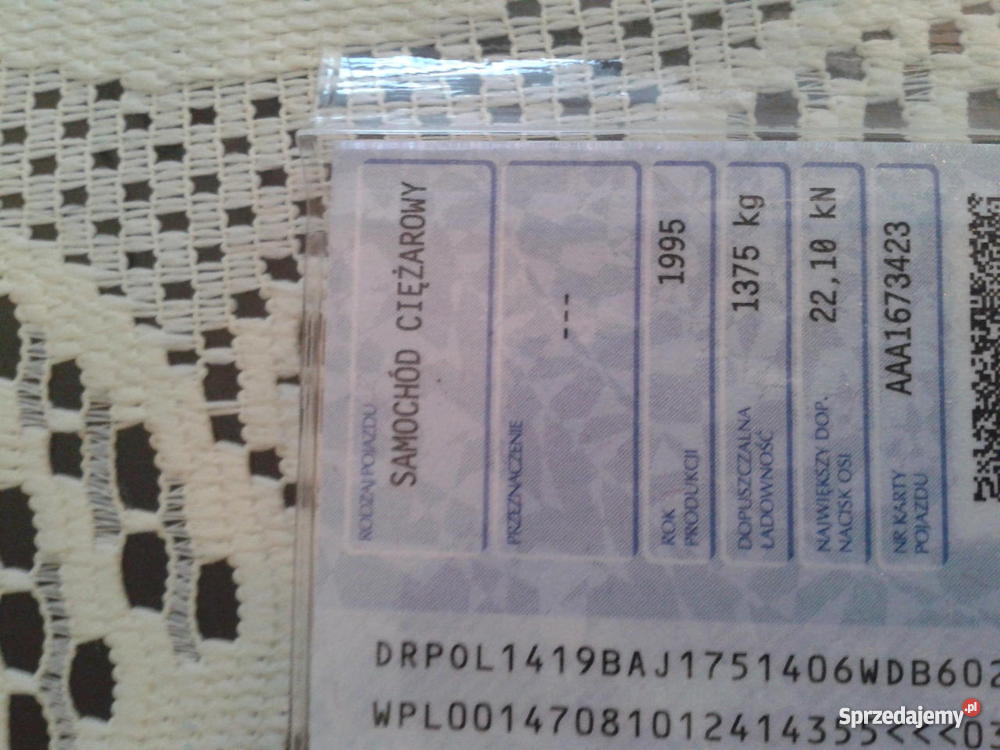 RODZAJ POJAZDU
SAMOCHÓD CIĘŻAROWY
PRZEZNACZENIE
---
ROK
PRODUKCJI
1995
DOPUSZCZALNA
ŁADOWNOŚĆ
1375 kg
NAJWIĘKSZY DOP.
NACISK OSI
22,10 kN
NR KARTY
POJAZDU
AAA1673423
DRPOL1419BAJ1751406WDB602
WPL00147081012414355<<<03
Sprzedajemy.pl